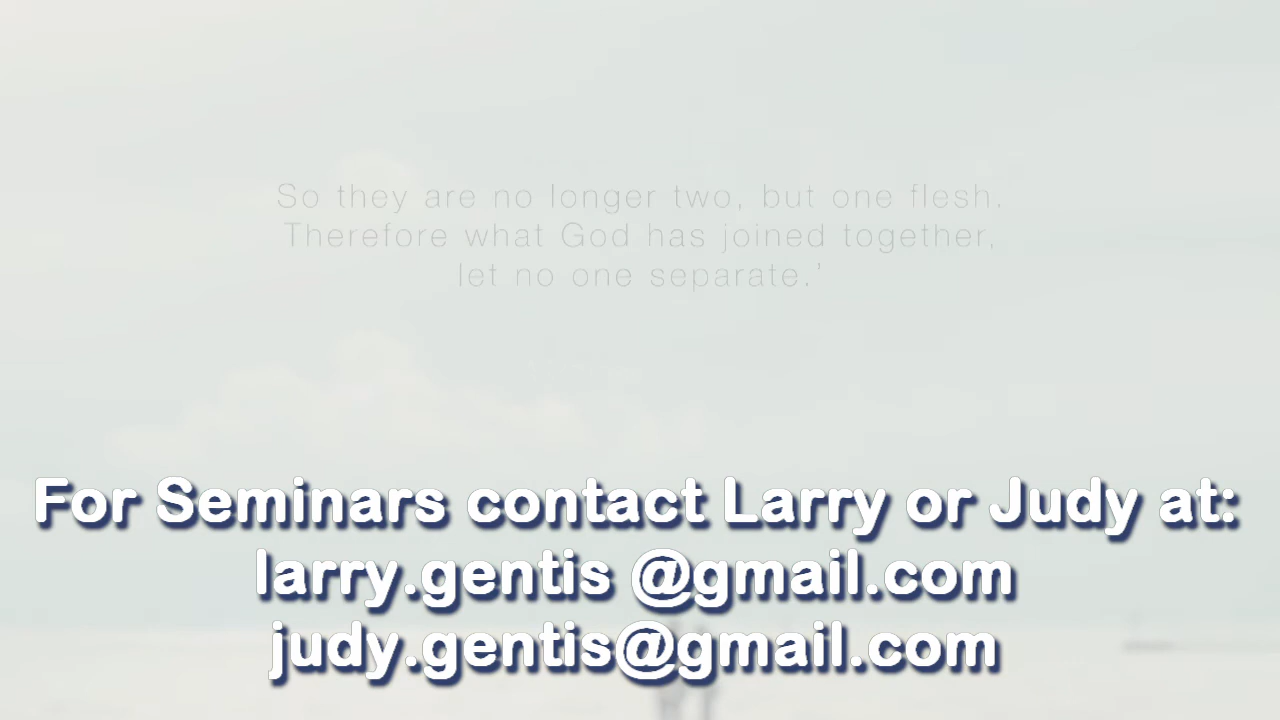 So they are no longer two, but one flesh.
Therefore what God has joined together,
let no one separate.’
For Seminars contact Larry or Judy at:
larry.gentis @gmail.com
judy.gentis@gmail.com